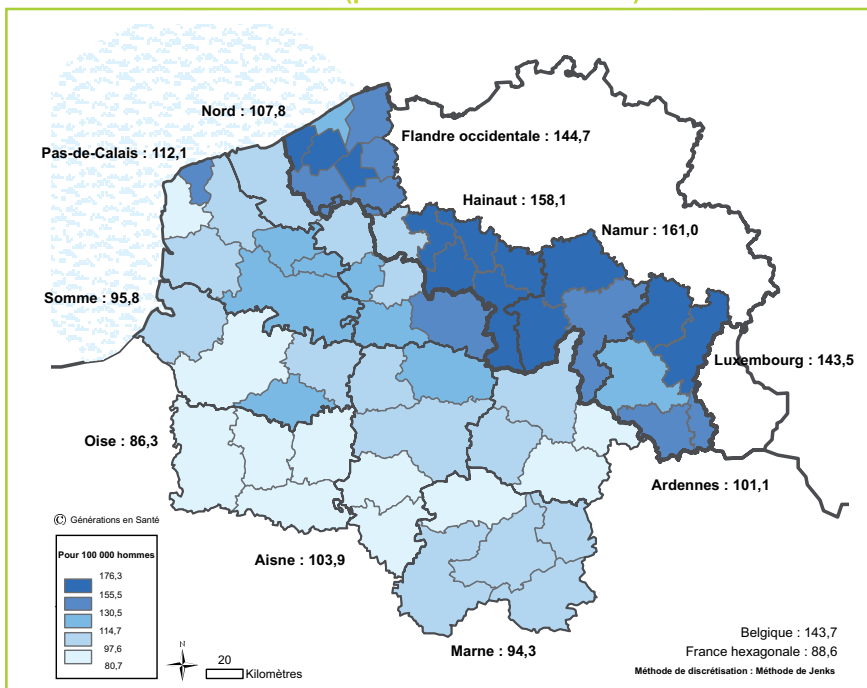 Nord : 107,8
Flandre occidentale : 144,7
Pas-de-Calais : 112,1
Hainaut : 158,1
Namur : 161,0
Somme : 95,8
Luxembourg : 143,5
Oise : 86,3
Ardennes : 101,1
© Générations en Santé
Aisne : 103,9
Pour 100 000 hommes
176,3
155,5
130,5
114,7
97,6
80,7
N
20
Kilomètres
Marne : 94,3
Belgique : 143,7
France hexagonale : 88,6
Méthode de discrétisation : Méthode de Jenks